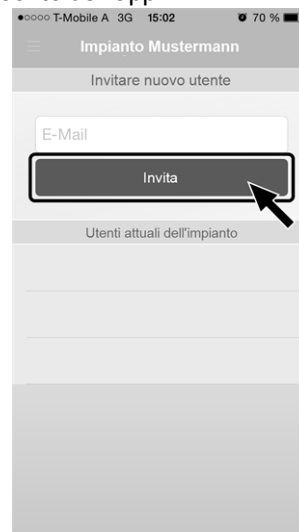 ●○○○○ T-Mobile A 3G 15:02 70 %
Impianto Mustermann
Invitare nuovo utente
E-Mail
Invita
Utenti attuali dell'impianto